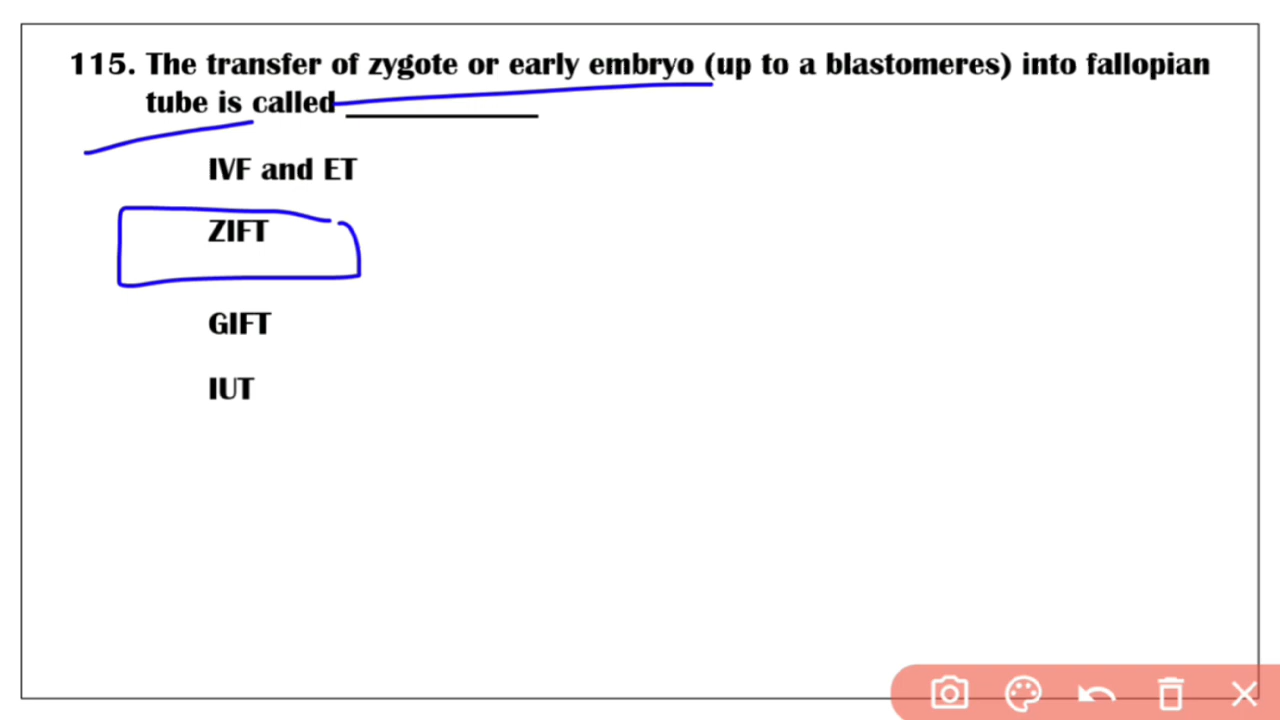 115. The transfer of zygote or early embryo (up to a blastomeres) into fallopian
tube is called ____________
IVF and ET
ZIFT
GIFT
IUT